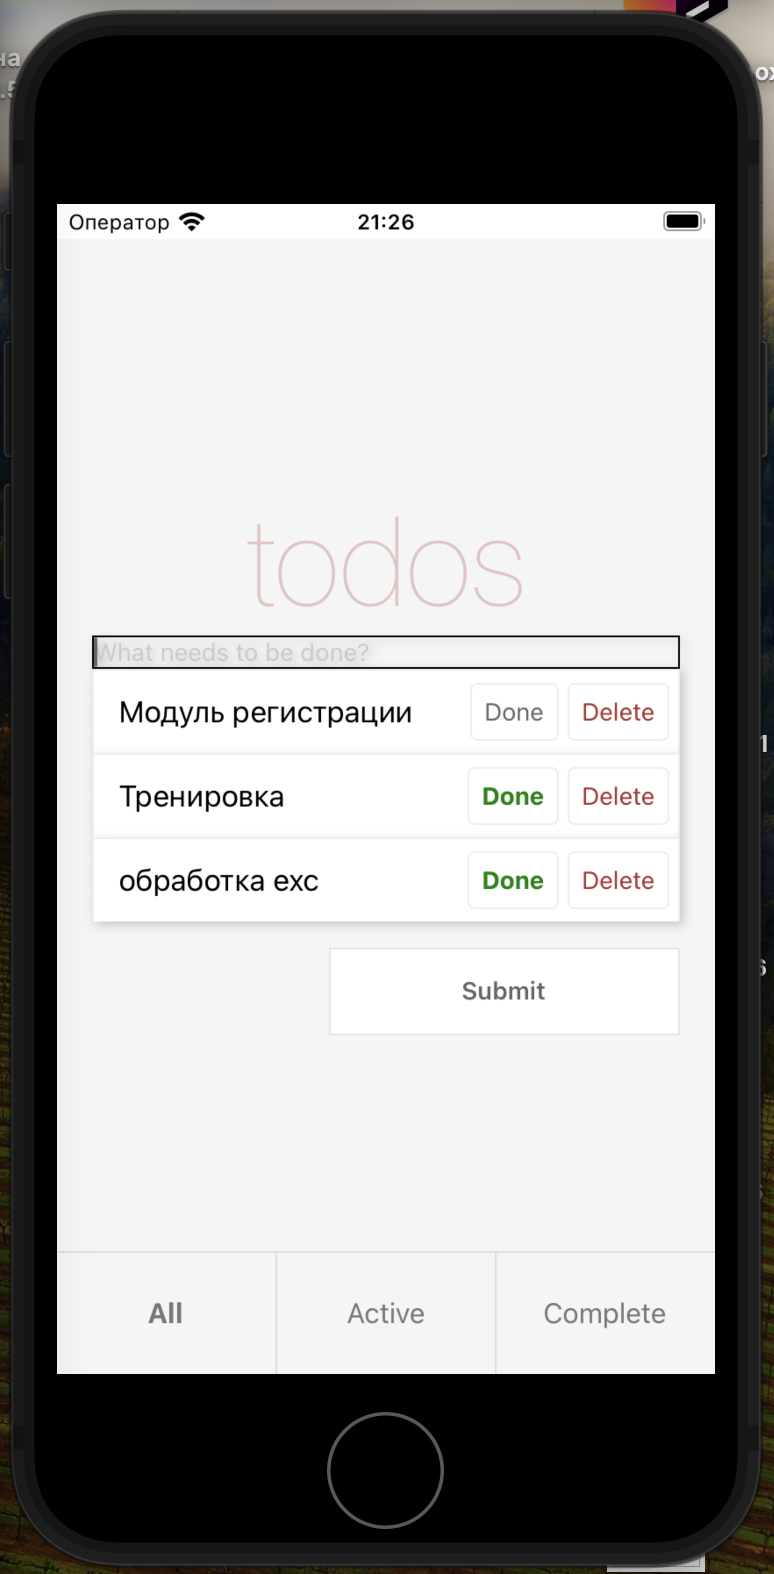 Оператор 21:26
todos
What needs to be done?
Модуль регистрации Done Delete
Тренировка Done Delete
обработка exc Done Delete
Submit
All Active Complete